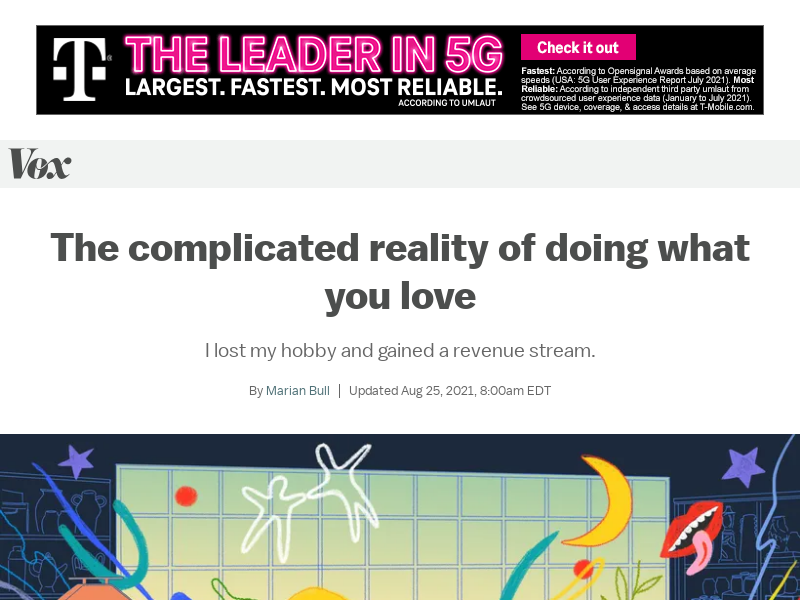 T
THE LEADER IN 5G
LARGEST. FASTEST. MOST RELIABLE.
ACCORDING TO UMLAUT
Check it out
Fastest: According to Opensignal Awards based on average
speeds (USA: 5G User Experience Report July 2021). Most
Reliable: According to independent third party umlaut from
crowdsourced user experience data (January to July 2021).
See 5G device, coverage, & access details at T-Mobile.com.
Vox
The complicated reality of doing what
you love
I lost my hobby and gained a revenue stream.
By Marian Bull | Updated Aug 25, 2021, 8:00am EDT